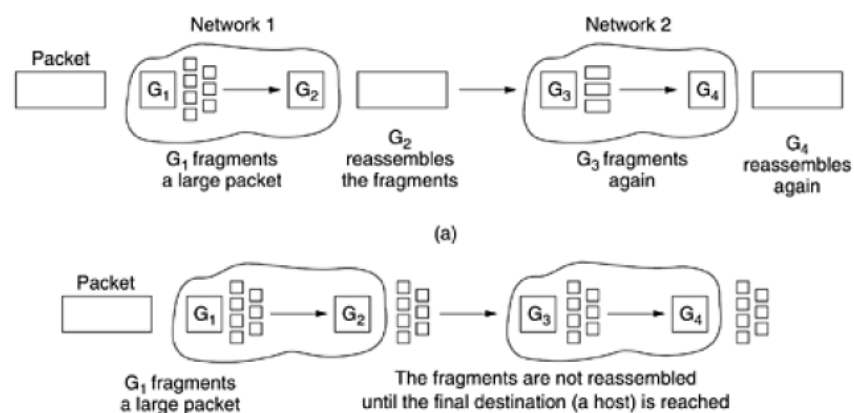 Network 1
Network 2
Packet
G1
G2
G3
G4
G1 fragments
a large packet
G2
reassembles
the fragments
G3 fragments
again
G4
reassembles
again
(a)
Packet
G1
G2
G3
G4
G1 fragments
a large packet
The fragments are not reassembled
until the final destination (a host) is reached